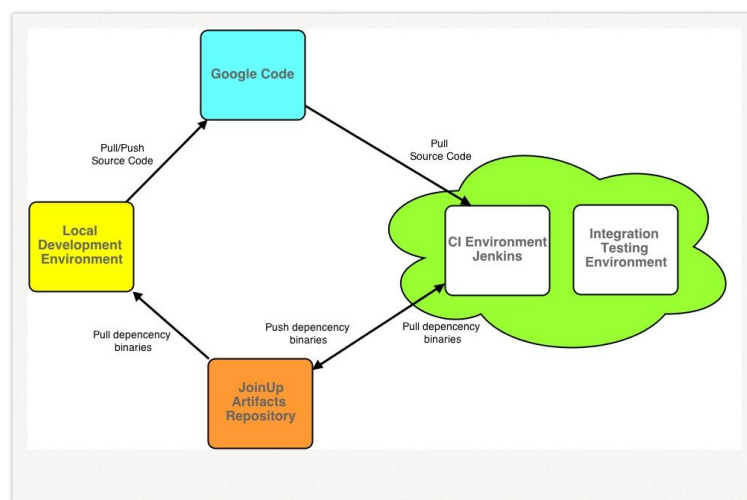 Google Code
Pull/Push
Source Code
Pull
Source Code
Local
Development
Environment
CI Environment
Jenkins
Integration
Testing
Environment
Pull depencency
binaries
Push depencency
binaries
Pull depencency
binaries
JoinUp
Artifacts
Repository